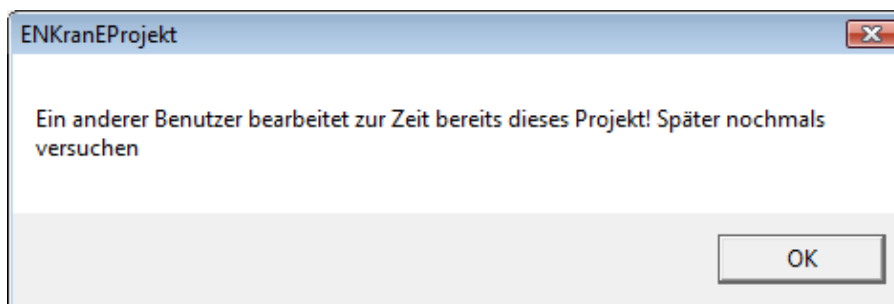 ENKranEProjekt
Ein anderer Benutzer bearbeitet zur Zeit bereits dieses Projekt! Später nochmals
versuchen
OK